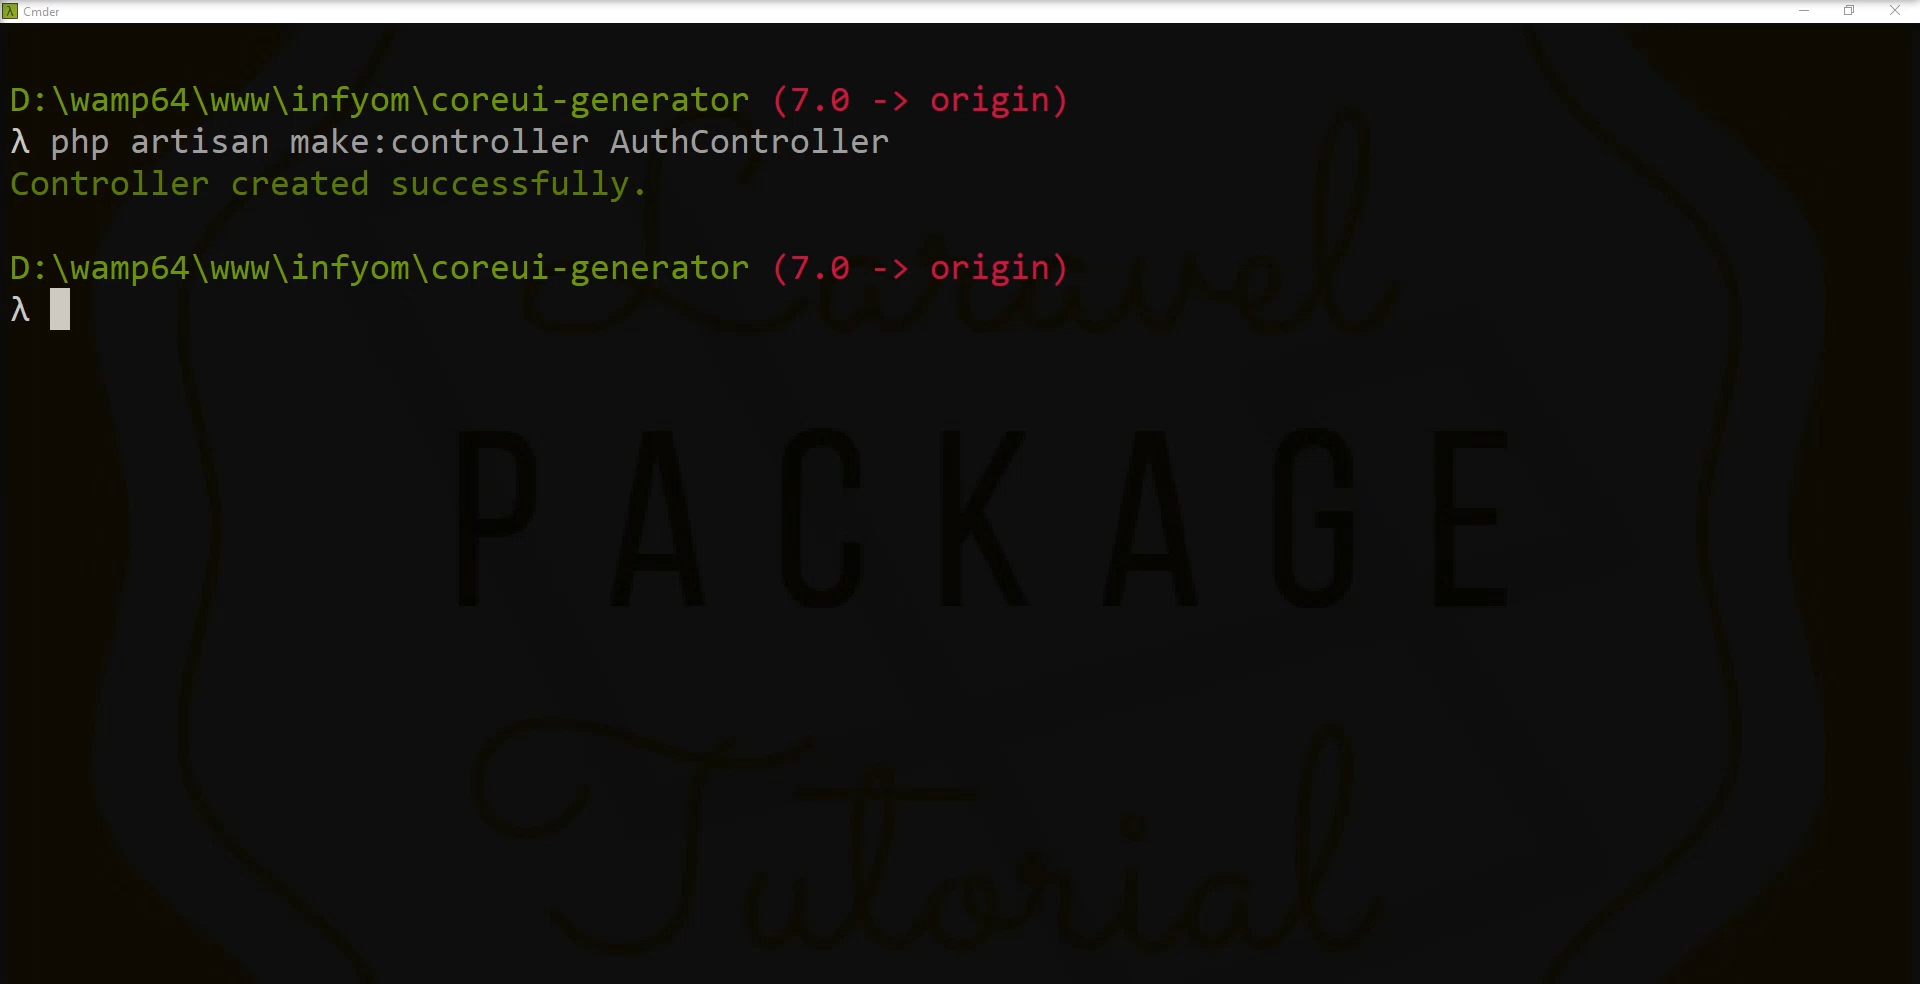 Cmder
D:\wamp64\www\infyom\coreui-generator (7.0 -> origin)
λ php artisan make:controller AuthController
Controller created successfully.
D:\wamp64\www\infyom\coreui-generator (7.0 -> origin)
λ
Laravel
PACKAGE
Tutorial